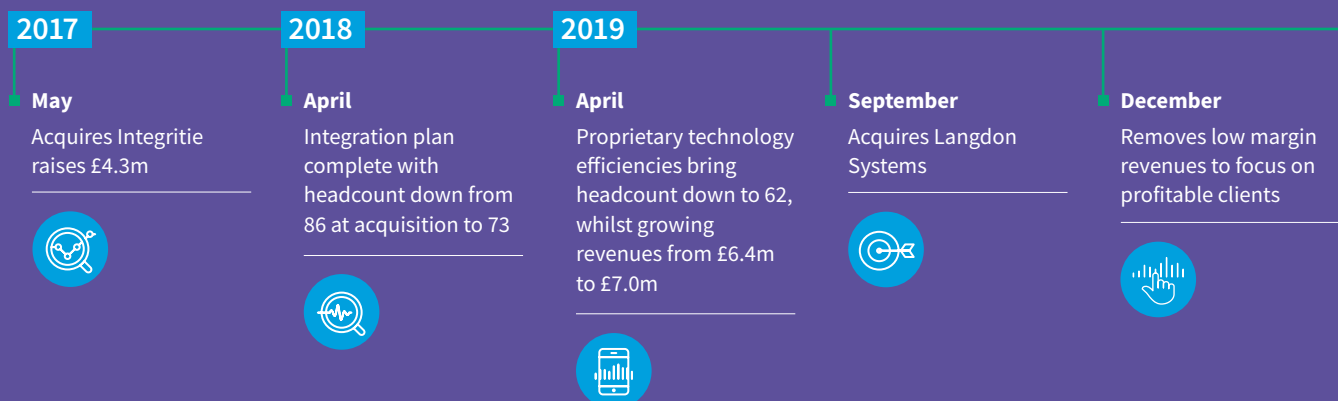 2017
May
Acquires Integritie
raises £4.3m
2018
April
Integration plan
complete with
headcount down from
86 at acquisition to 73
2019
April
Proprietary technology
efficiencies bring
headcount down to 62,
whilst growing
revenues from £6.4m
to £7.0m
September
Acquires Langdon
Systems
December
Removes low margin
revenues to focus on
profitable clients